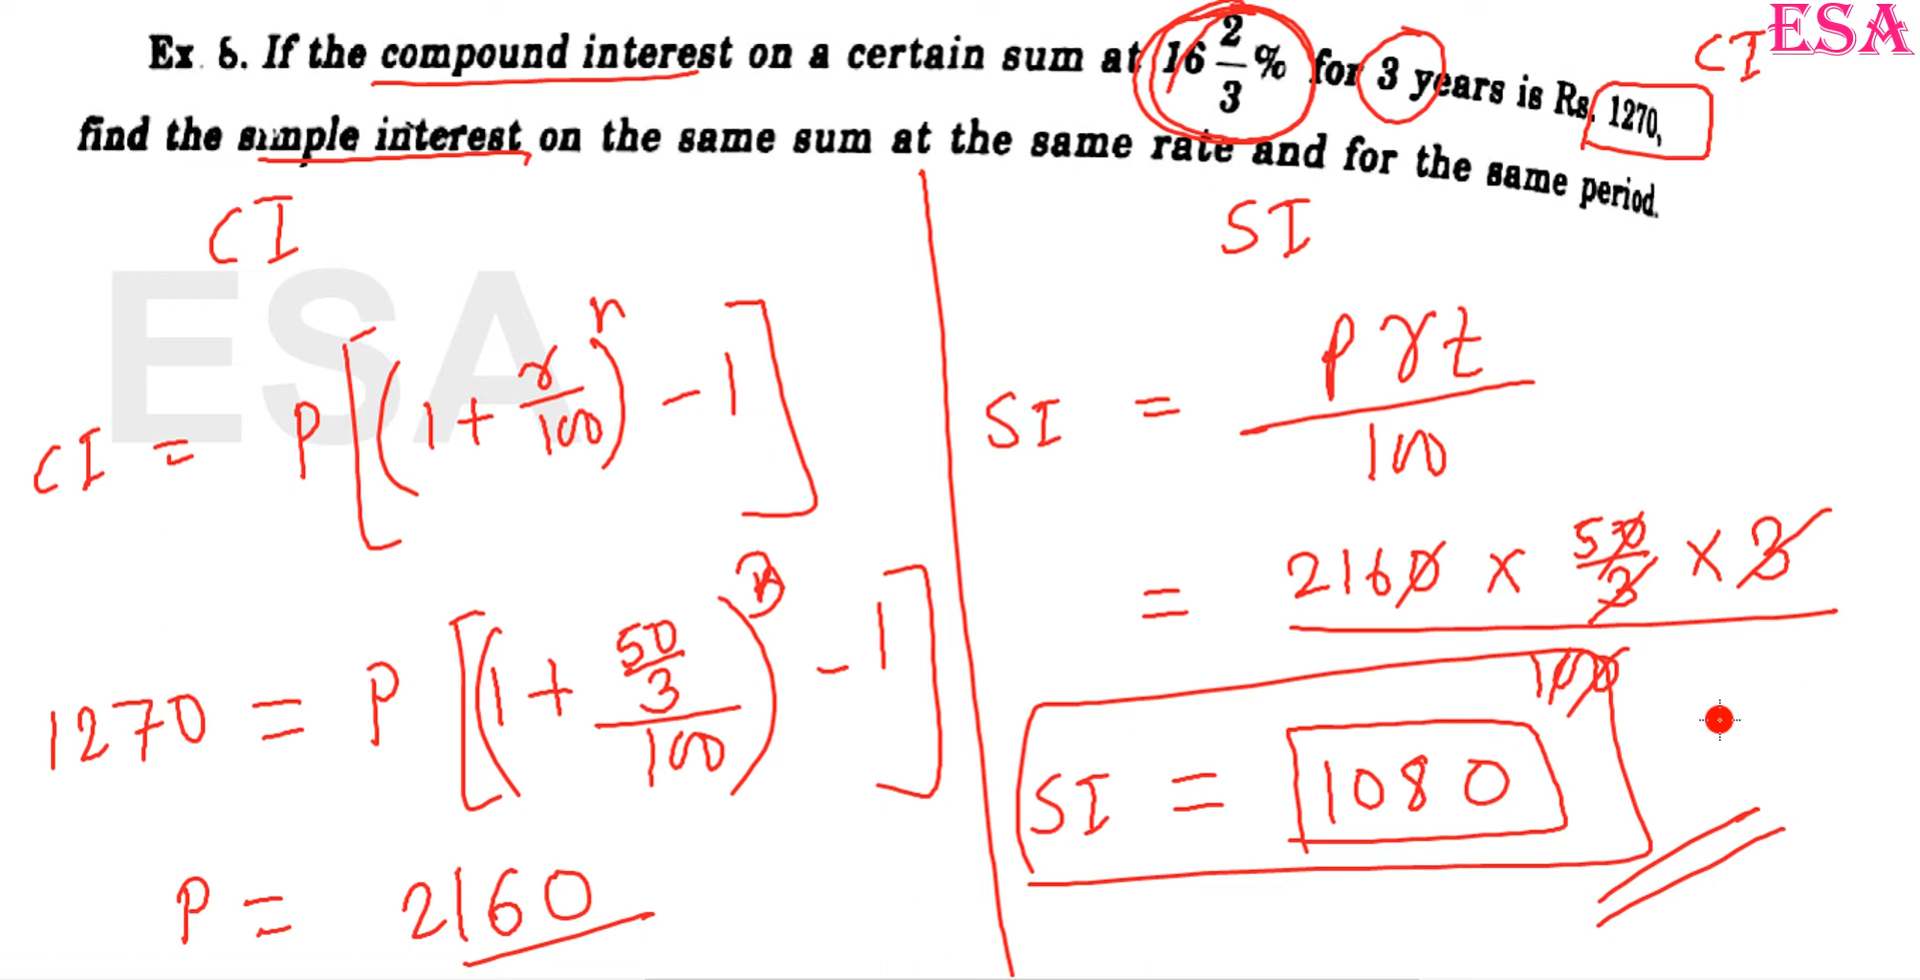 ESA
CI
Ex. 6. If the compound interest on a certain sum at 16 2/3 % for 3 years is Rs. 1270,
find the simple interest on the same sum at the same rate and for the same period.
CI
ESA
CI = P[(1 + r/100)^n - 1]
1270 = P [(1 + 50/3/100)^3 - 1]
P = 2160
SI
SI = P r t / 100
= 2160 x 50/3 x 3 / 100
SI = 1080